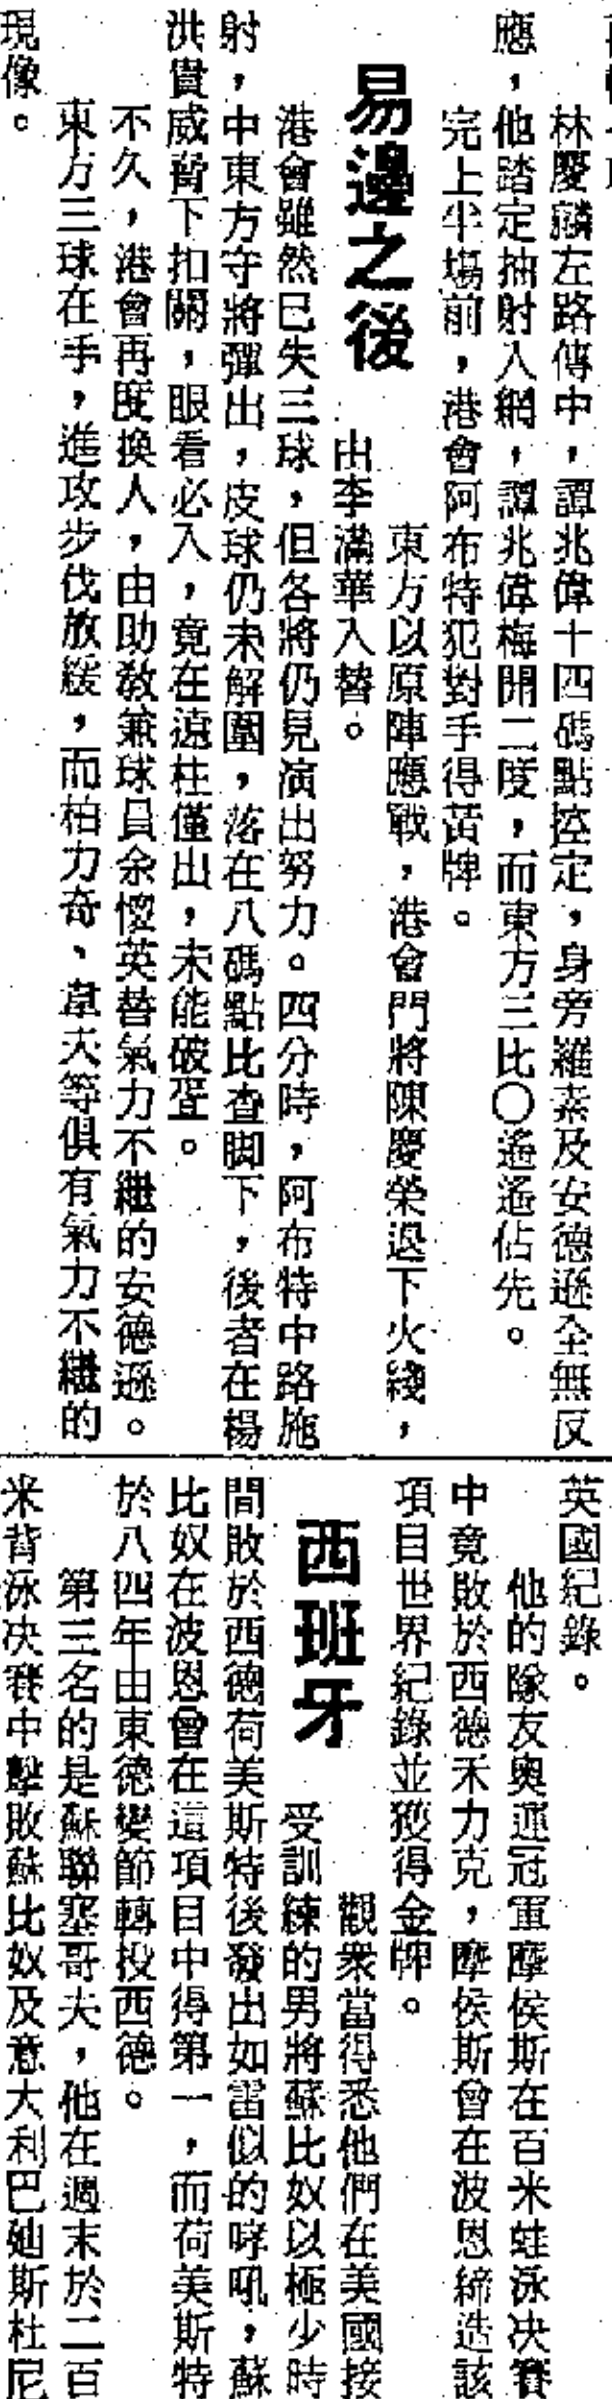 林慶麟左路傳中，譚兆偉十四碼點控定，身旁羅素及安德遜全無反
應，他踏定抽射入網，譚兆偉梅開二度，而東方三比〇遙遙佔先。
完上半場前，港會阿布特犯對手得黃牌。
易邊之後
東方以原陣應戰，港會門將陳慶榮退下火綫，
由李滿華入替。
港會雖然已失三球，但各將仍見演出努力。四分時，阿布特中路施
射，中東方守將彈出，皮球仍未解圍，落在八碼點比查脚下，後者在楊
洪貴威脅下扣關，眼看必入，竟在遠柱僅出，未能破蛋。
不久，港會再度換人，由助教兼球員余懷英替氣力不繼的安德遜。
東方三球在手，進攻步伐放緩，而柏力奇、韋夫等俱有氣力不繼的
現像。
英國紀錄。
他的隊友奧運冠軍摩侯斯在百米蛙泳決賽
中竟敗於西德禾力克，摩侯斯曾在波恩締造該
項目世界紀錄並獲得金牌。
西班牙
觀衆當得悉他們在美國接
受訓練的男將蘇比奴以極少時
間敗於西德荷美斯特後發出如雷似的哮吼，蘇
比奴在波恩曾在這項目中得第一，而荷美斯特
於八四年由東德變節轉投西德。
第三名的是蘇聯塞哥夫，他在週末於二百
米背泳決賽中擊敗蘇比奴及意大利巴廸斯杜尼